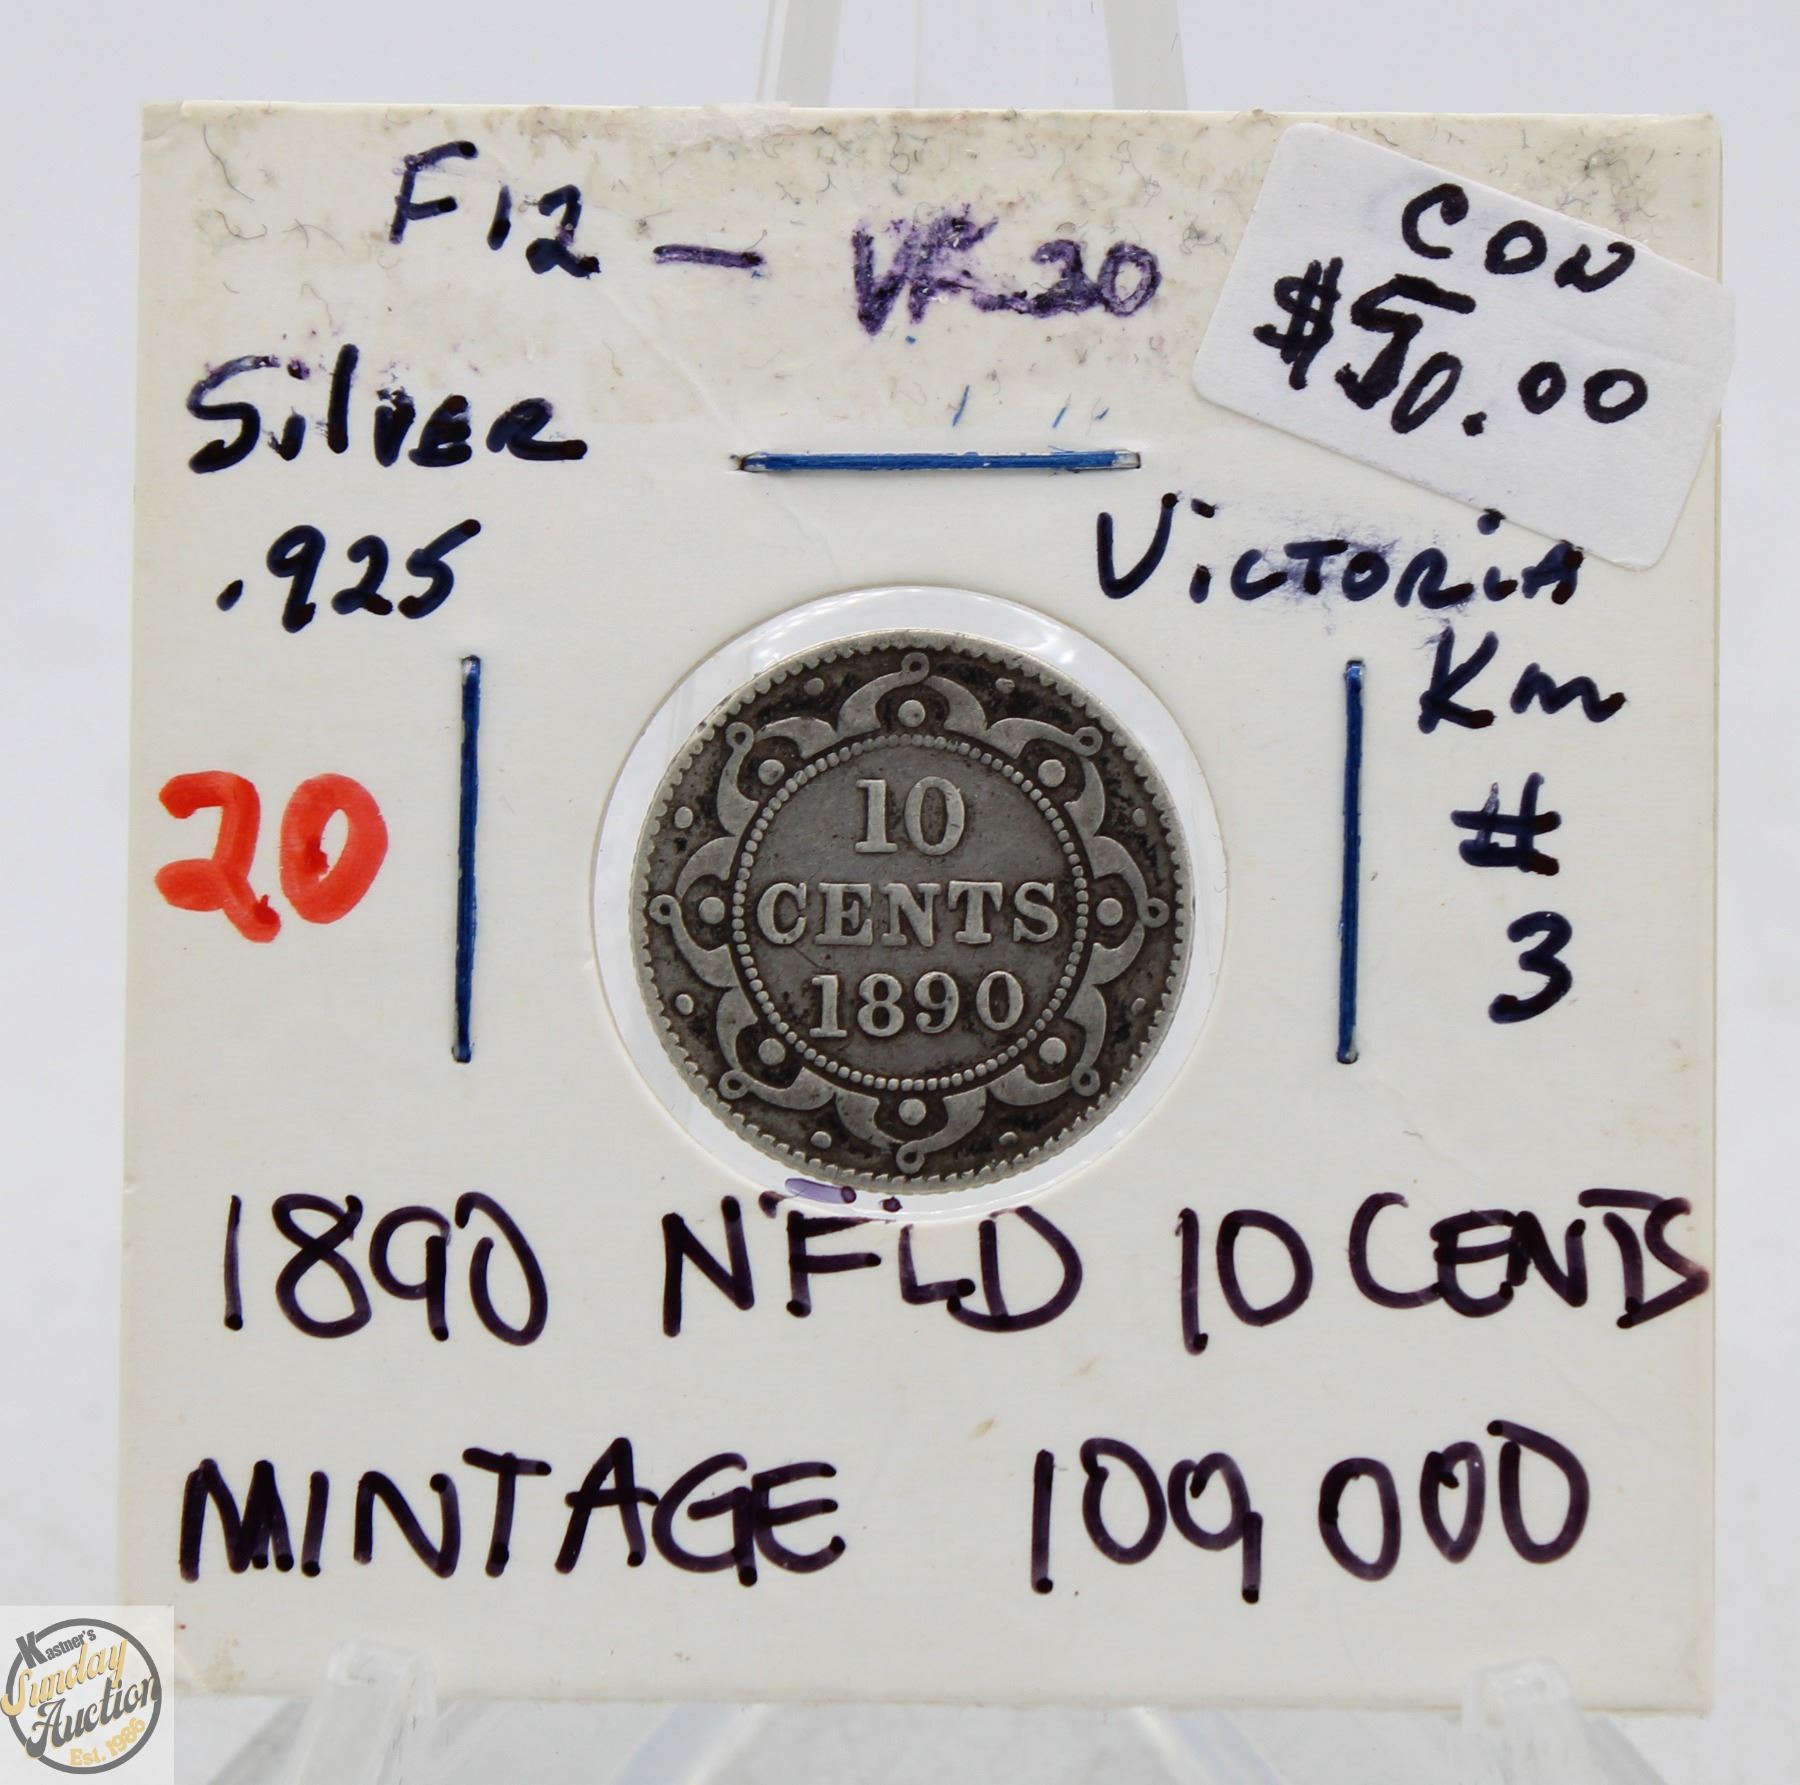 F12 — VF20
CON
$50.00
SiLVER
.925
VicTORiA
Km
#
3
20
10
CENTS
1890
1890 NFLD 10 CENTS
MINTAGE 100,000
Kastner's
Sunday
Auction
Est. 1986